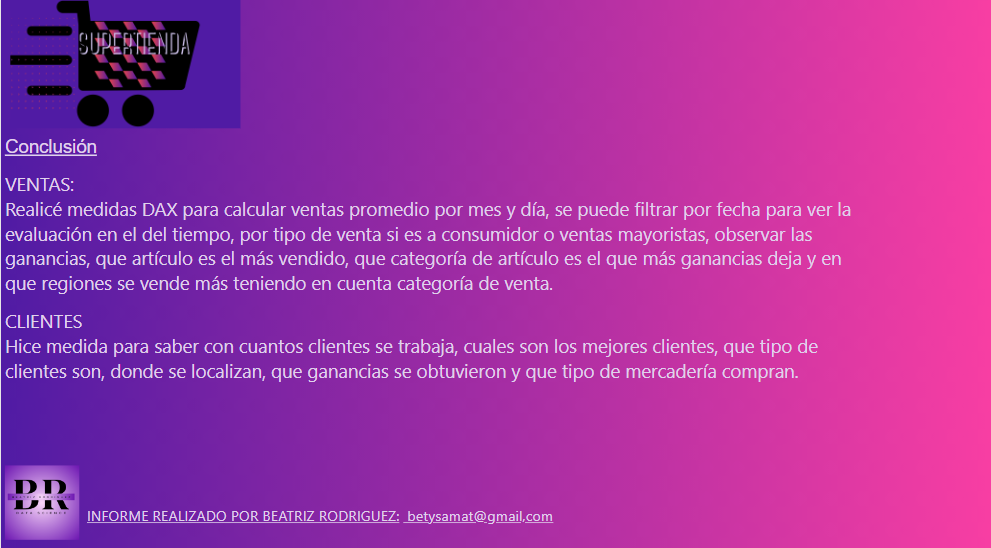 SUPERTIENDA
Conclusión
VENTAS:
Realicé medidas DAX para calcular ventas promedio por mes y día, se puede filtrar por fecha para ver la
evaluación en el del tiempo, por tipo de venta si es a consumidor o ventas mayoristas, observar las
ganancias, que artículo es el más vendido, que categoría de artículo es el que más ganancias deja y en
que regiones se vende más teniendo en cuenta categoría de venta.
CLIENTES
Hice medida para saber con cuantos clientes se trabaja, cuales son los mejores clientes, que tipo de
clientes son, donde se localizan, que ganancias se obtuvieron y que tipo de mercadería compran.
BR
BEATRIZ RODRIGUEZ
DATA SCIENCE
INFORME REALIZADO POR BEATRIZ RODRIGUEZ: betysamat@gmail,com